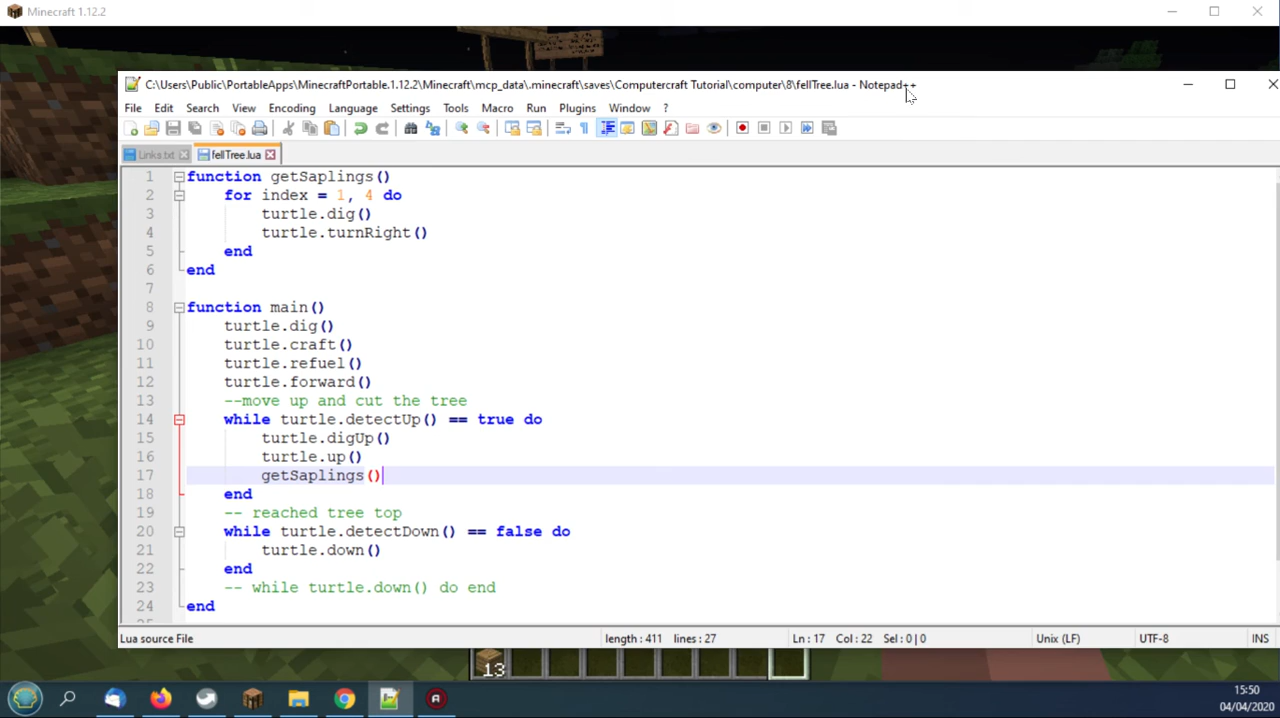 Minecraft 1.12.2
C:\Users\Public\PortableApps\MinecraftPortable.1.12.2\Minecraft\mcp_data\.minecraft\saves\Computercraft Tutorial\computer\8\fellTree.lua - Notepad++
File Edit Search View Encoding Language Settings Tools Macro Run Plugins Window ?
Links.txt fellTree.lua
1 function getSaplings()
2 for index = 1, 4 do
3 turtle.dig()
4 turtle.turnRight()
5 end
6 end
7
8 function main()
9 turtle.dig()
10 turtle.craft()
11 turtle.refuel()
12 turtle.forward()
13 --move up and cut the tree
14 while turtle.detectUp() == true do
15 turtle.digUp()
16 turtle.up()
17 getSaplings()
18 end
19 -- reached tree top
20 while turtle.detectDown() == false do
21 turtle.down()
22 end
23 -- while turtle.down() do end
24 end
Lua source File length : 411 lines : 27 Ln : 17 Col : 22 Sel : 0 | 0 Unix (LF) UTF-8 INS
13
15:50
04/04/2020